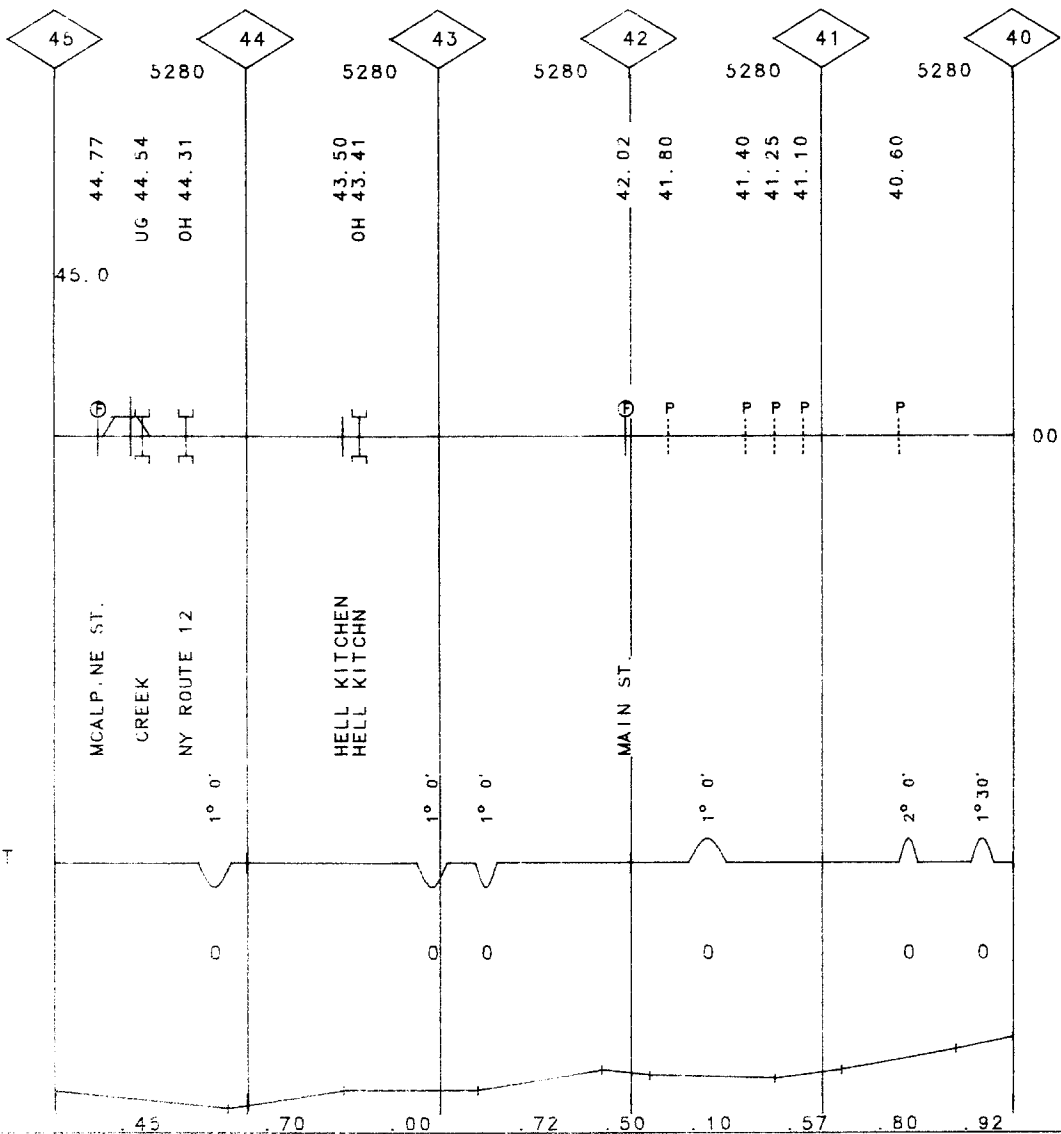 45 44 43 42 41 40
5280 5280 5280 5280 5280
44.77
UG 44.54
OH 44.31
43.50
OH 43.41
42.02
41.80
41.40
41.25
41.10
40.60
45.0
F F P P P P P
00
MCALP.NE ST.
CREEK
NY ROUTE 12
HELL KITCHEN
HELL KITCHN
MAIN ST.
1° 0'
1° 0'
1° 0'
1° 0'
2° 0'
1°30'
T
0 0 0 0 0 0
.45 .70 .00 .72 .50 .10 .57 .80 .92